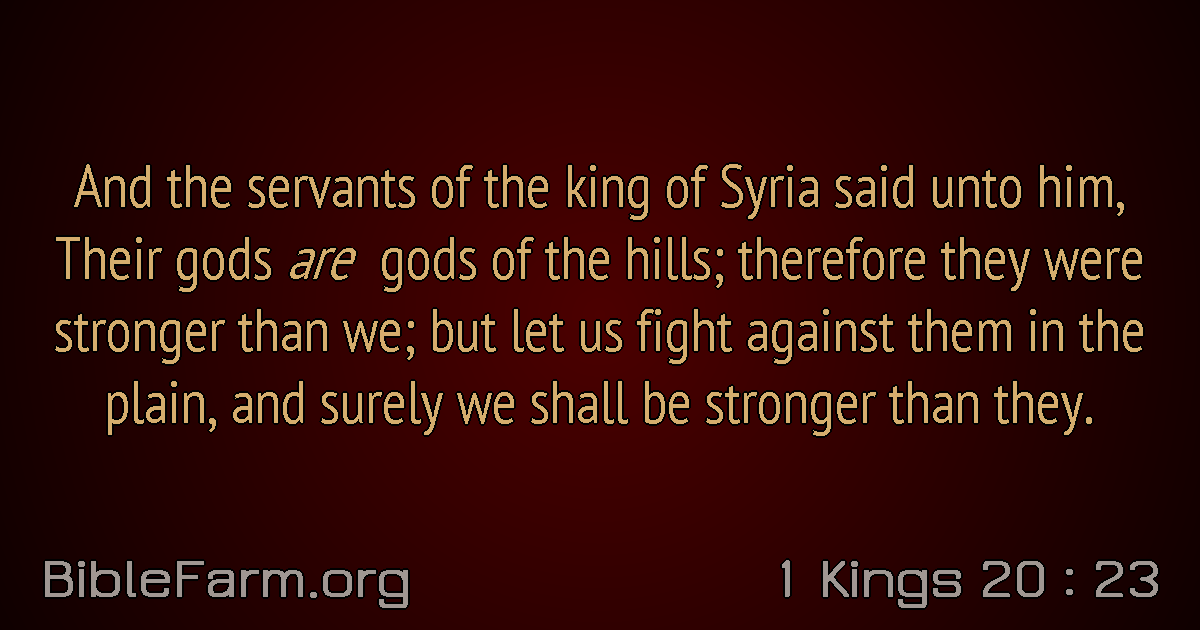 And the servants of the king of Syria said unto him,
Their gods are gods of the hills; therefore they were
stronger than we; but let us fight against them in the
plain, and surely we shall be stronger than they.
BibleFarm.org
1 Kings 20 : 23